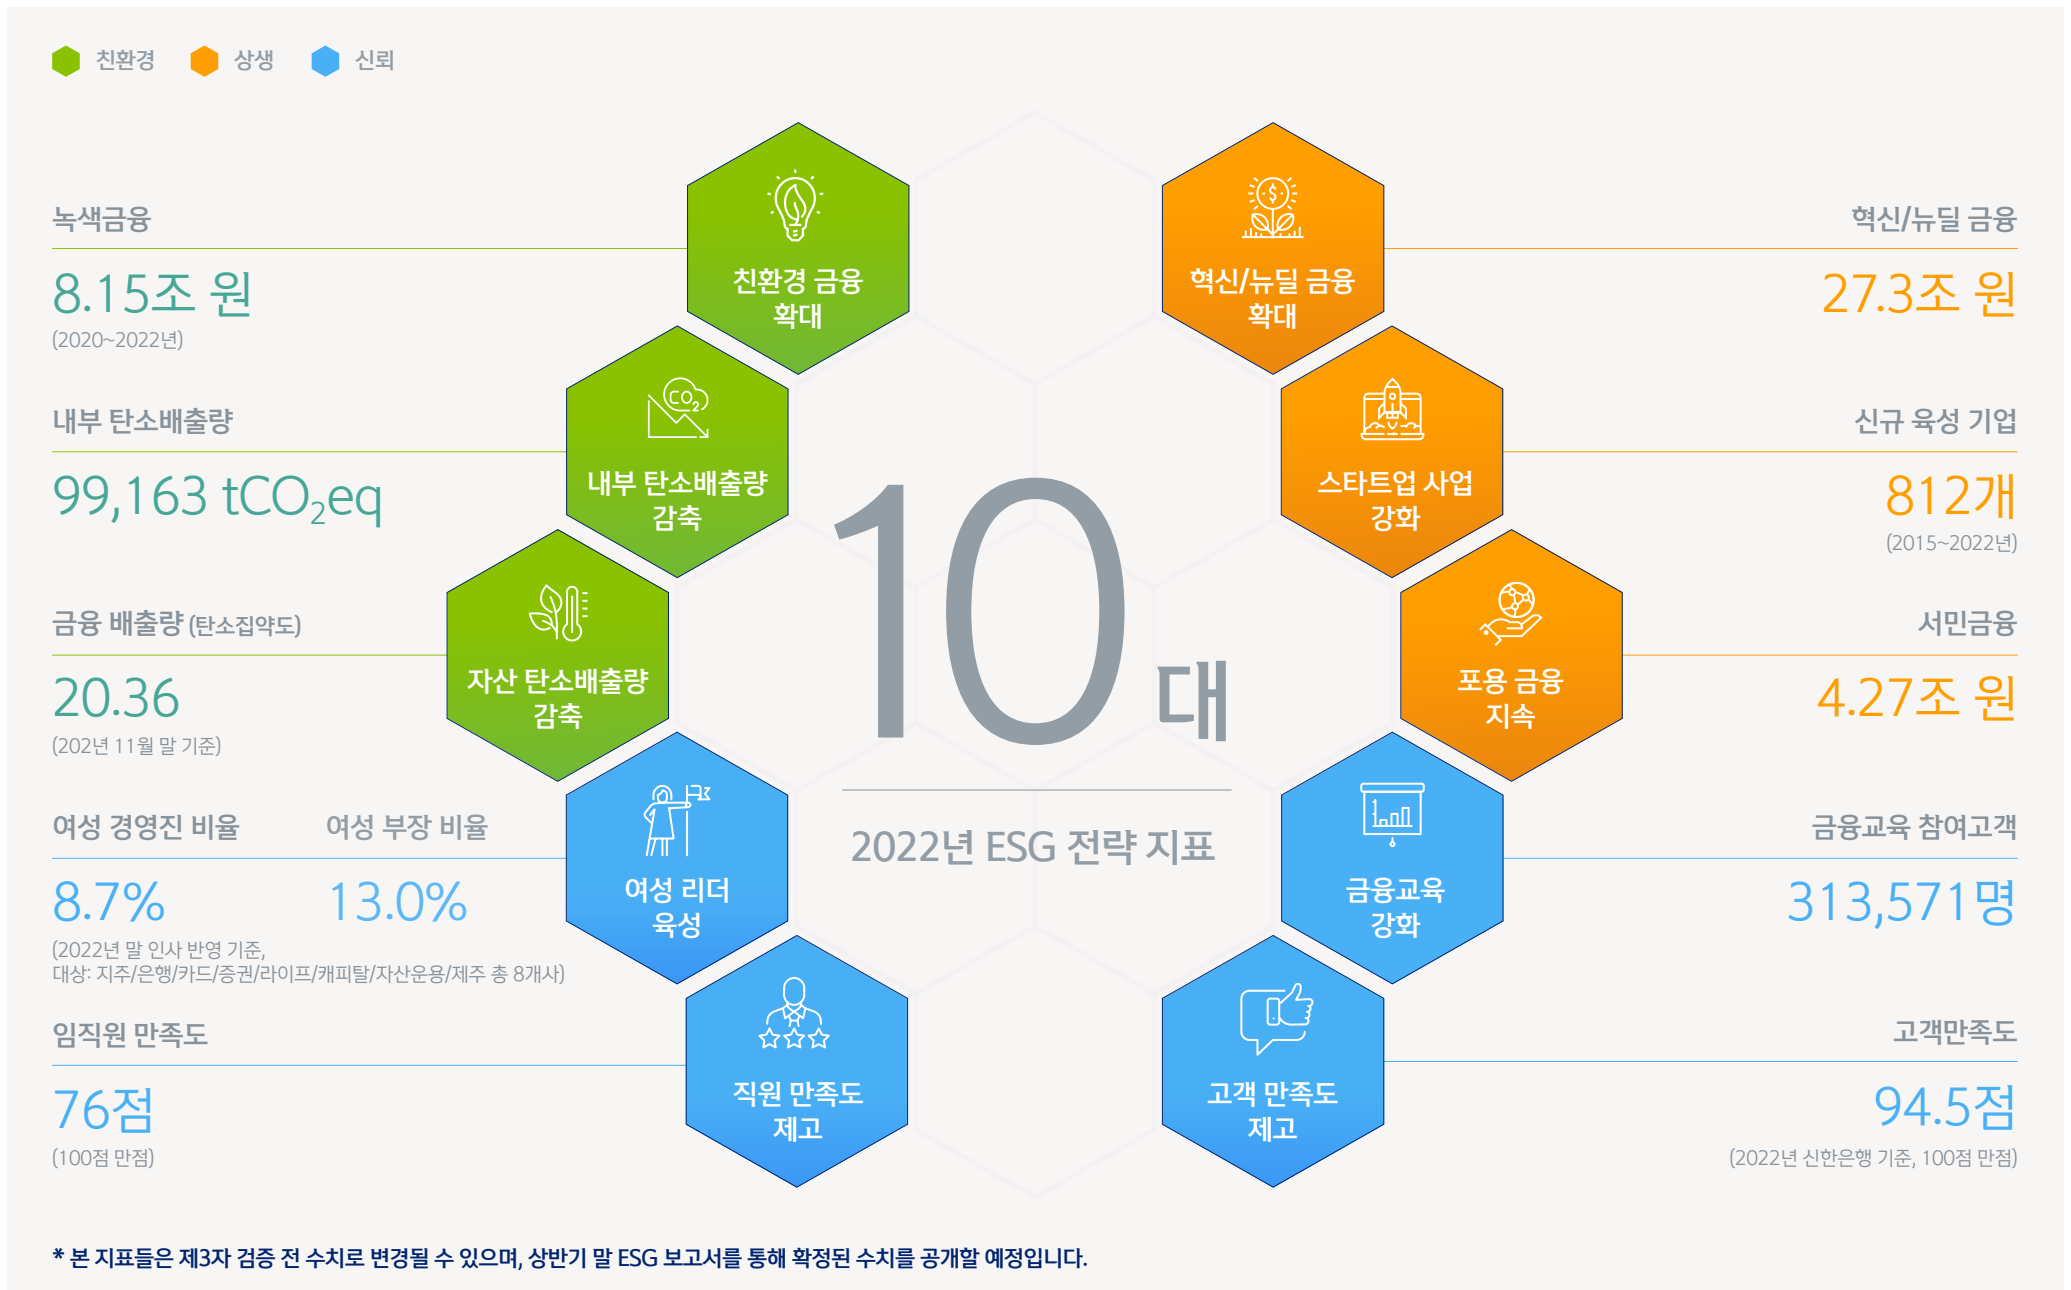 친환경 상생 신뢰
녹색금융
8.15조 원
(2020~2022년)
친환경 금융
확대
혁신/뉴딜 금융
확대
혁신/뉴딜 금융
27.3조 원
내부 탄소배출량
99,163 tCO₂eq
CO₂
내부 탄소배출량
감축
스타트업 사업
강화
신규 육성 기업
812개
(2015~2022년)
금융 배출량 (탄소집약도)
20.36
(202년 11월 말 기준)
자산 탄소배출량
감축
10대
2022년 ESG 전략 지표
포용 금융
지속
서민금융
4.27조 원
여성 경영진 비율 여성 부장 비율
8.7% 13.0%
(2022년 말 인사 반영 기준,
대상: 지주/은행/카드/증권/라이프/캐피탈/자산운용/제주 총 8개사)
여성 리더
육성
금융교육
강화
금융교육 참여고객
313,571명
임직원 만족도
76점
(100점 만점)
직원 만족도
제고
고객 만족도
제고
고객만족도
94.5점
(2022년 신한은행 기준, 100점 만점)
* 본 지표들은 제3자 검증 전 수치로 변경될 수 있으며, 상반기 말 ESG 보고서를 통해 확정된 수치를 공개할 예정입니다.